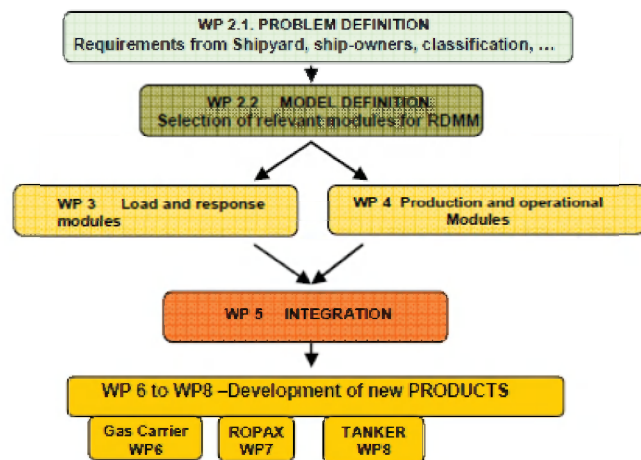 WP 2.1. PROBLEM DEFINITION
Requirements from Shipyard, ship-owners, classification, ...
WP 2.2 MODEL DEFINITION
Selection of relevant modules for RDMM
WP 3 Load and response
modules
WP 4 Production and operational
Modules
WP 5 INTEGRATION
WP 6 to WP8 –Development of new PRODUCTS
Gas Carrier
WP6
ROPAX
WP7
TANKER
WP8